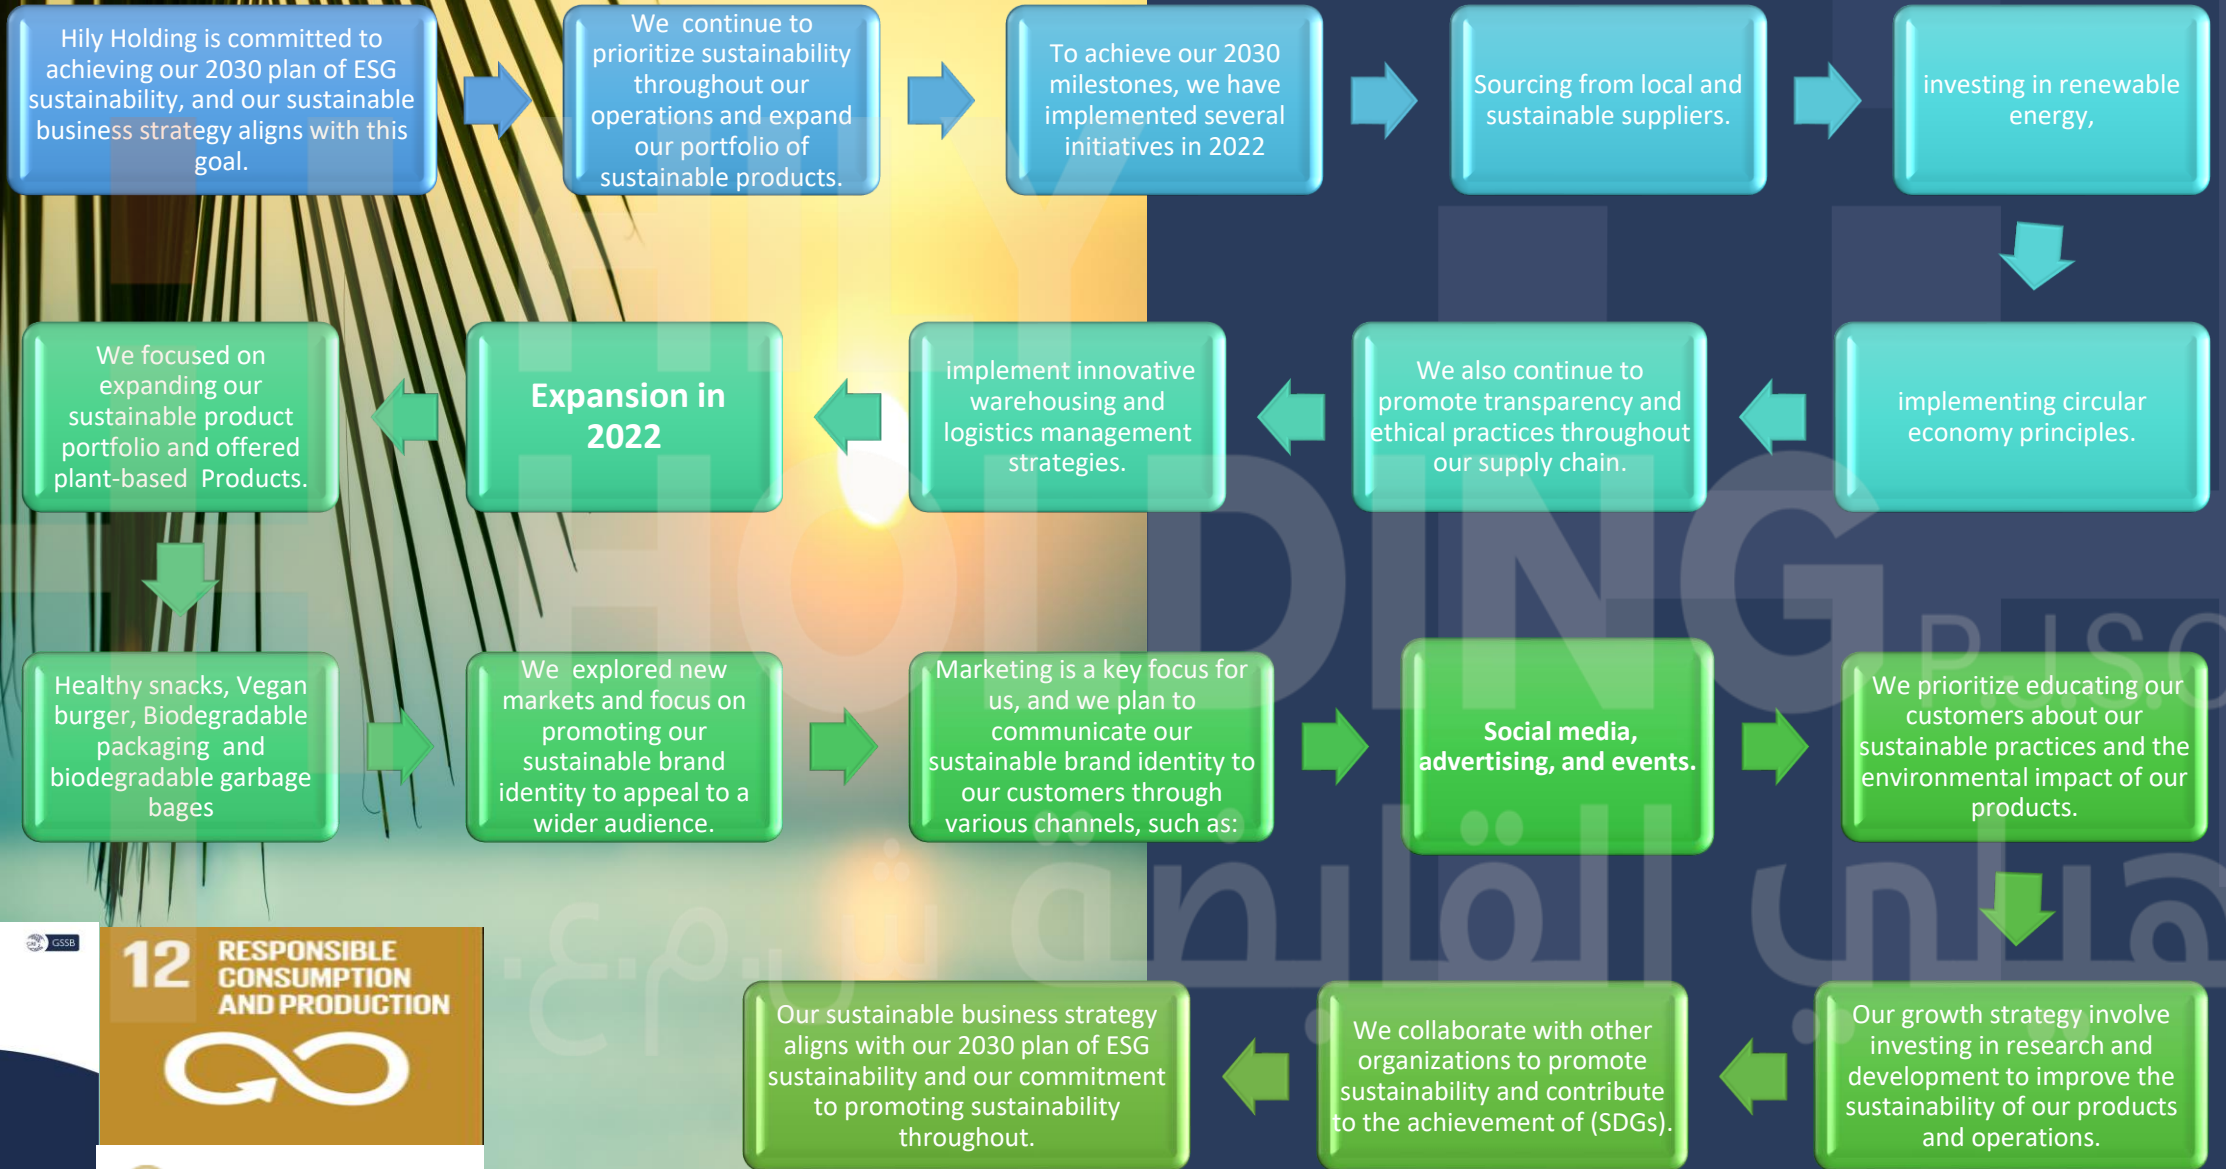 Hily Holding is committed to
achieving our 2030 plan of ESG
sustainability, and our sustainable
business strategy aligns with this
goal.
We  continue to
prioritize sustainability
throughout our
operations and expand
our portfolio of
sustainable products.
To achieve our 2030
milestones, we have
implemented several
initiatives in 2022
Sourcing from local and
sustainable suppliers.
investing in renewable
energy,
implementing circular
economy principles.
We also continue to
promote transparency and
ethical practices throughout
our supply chain.
implement innovative
warehousing and
logistics management
strategies.
Expansion in
2022
We focused on
expanding our
sustainable product
portfolio and offered
plant-based  Products.
Healthy snacks, Vegan
burger, Biodegradable
packaging  and
biodegradable garbage
bages
We  explored new
markets and focus on
promoting our
sustainable brand
identity to appeal to a
wider audience.
Marketing is a key focus for
us, and we plan to
communicate our
sustainable brand identity to
our customers through
various channels, such as:
Social media,
advertising, and events.
We prioritize educating our
customers about our
sustainable practices and the
environmental impact of our
products.
Our growth strategy involve
investing in research and
development to improve the
sustainability of our products
and operations.
We collaborate with other
organizations to promote
sustainability and contribute
to the achievement of (SDGs).
Our sustainable business strategy
aligns with our 2030 plan of ESG
sustainability and our commitment
to promoting sustainability
throughout.
GSSB
12 RESPONSIBLE
CONSUMPTION
AND PRODUCTION
HILY
HOLDING
P.J.S.C
هيلي القابضة ش.م.ع.